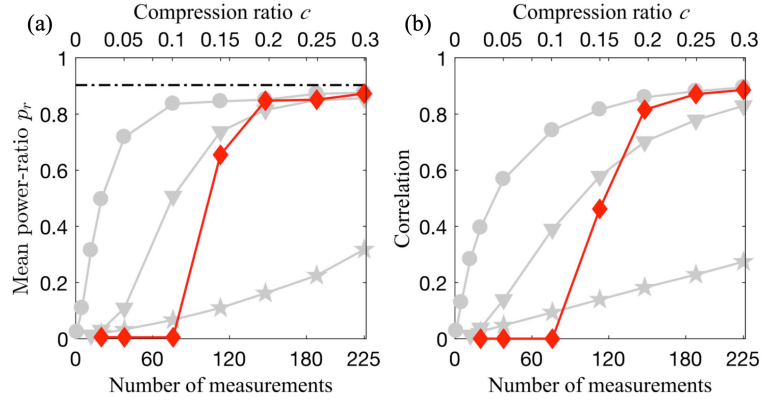 Compression ratio c
Compression ratio c
(a)
(b)
0 0.05 0.1 0.15 0.2 0.25 0.3
0 0.05 0.1 0.15 0.2 0.25 0.3
1
0.8
0.6
0.4
0.2
0
Mean power-ratio pr
0 60 120 180 225
Number of measurements
1
0.8
0.6
0.4
0.2
0
Correlation
0 60 120 180 225
Number of measurements